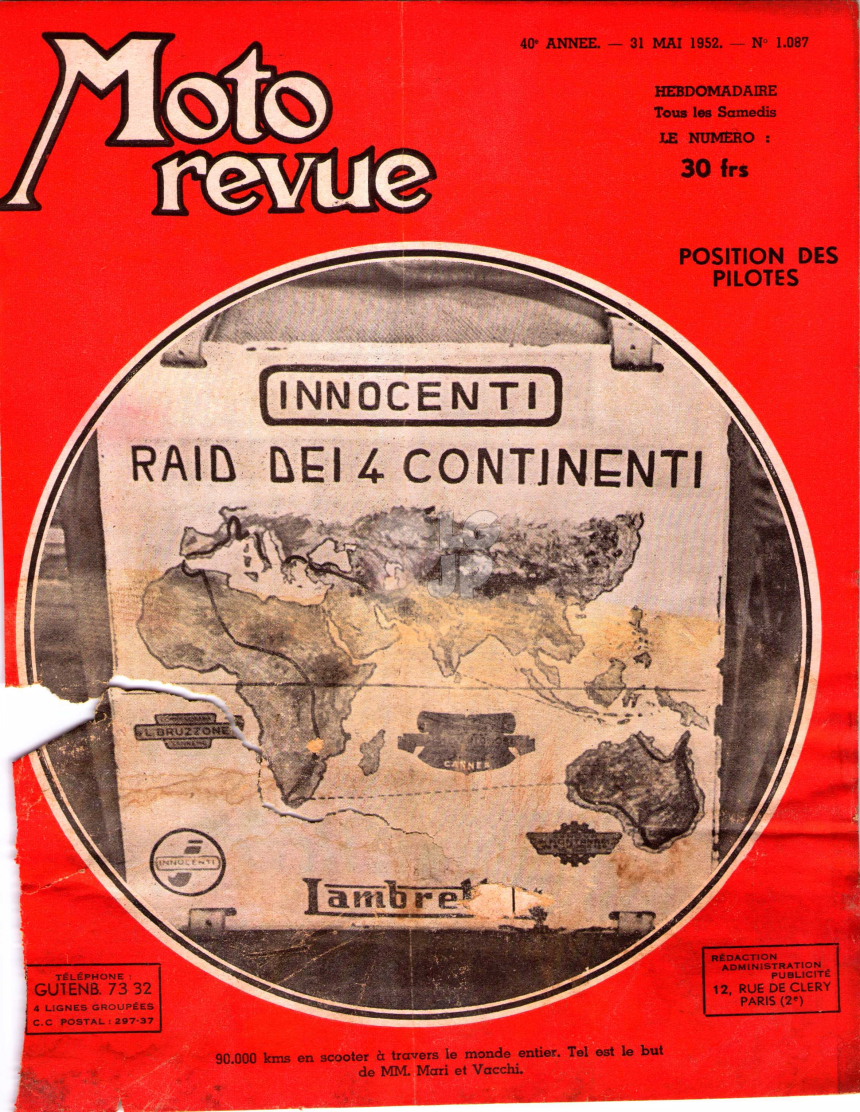 Moto
revue
40e ANNEE. — 31 MAI 1952. — N° 1.087
HEBDOMADAIRE
Tous les Samedis
LE NUMERO :
30 frs
POSITION DES
PILOTES
INNOCENTI
RAID DEI 4 CONTINENTI
L. BRUZZONE
SANREMO
CANNES
INNOCENTI
Lambre
TÉLÉPHONE :
GUTENB. 73 32
4 LIGNES GROUPÉES
C.C POSTAL : 297-37
RÉDACTION
ADMINISTRATION
PUBLICITÉ
12, RUE DE CLERY
PARIS (2e)
90.000 kms en scooter à travers le monde entier. Tel est le but
de MM. Mari et Vacchi.